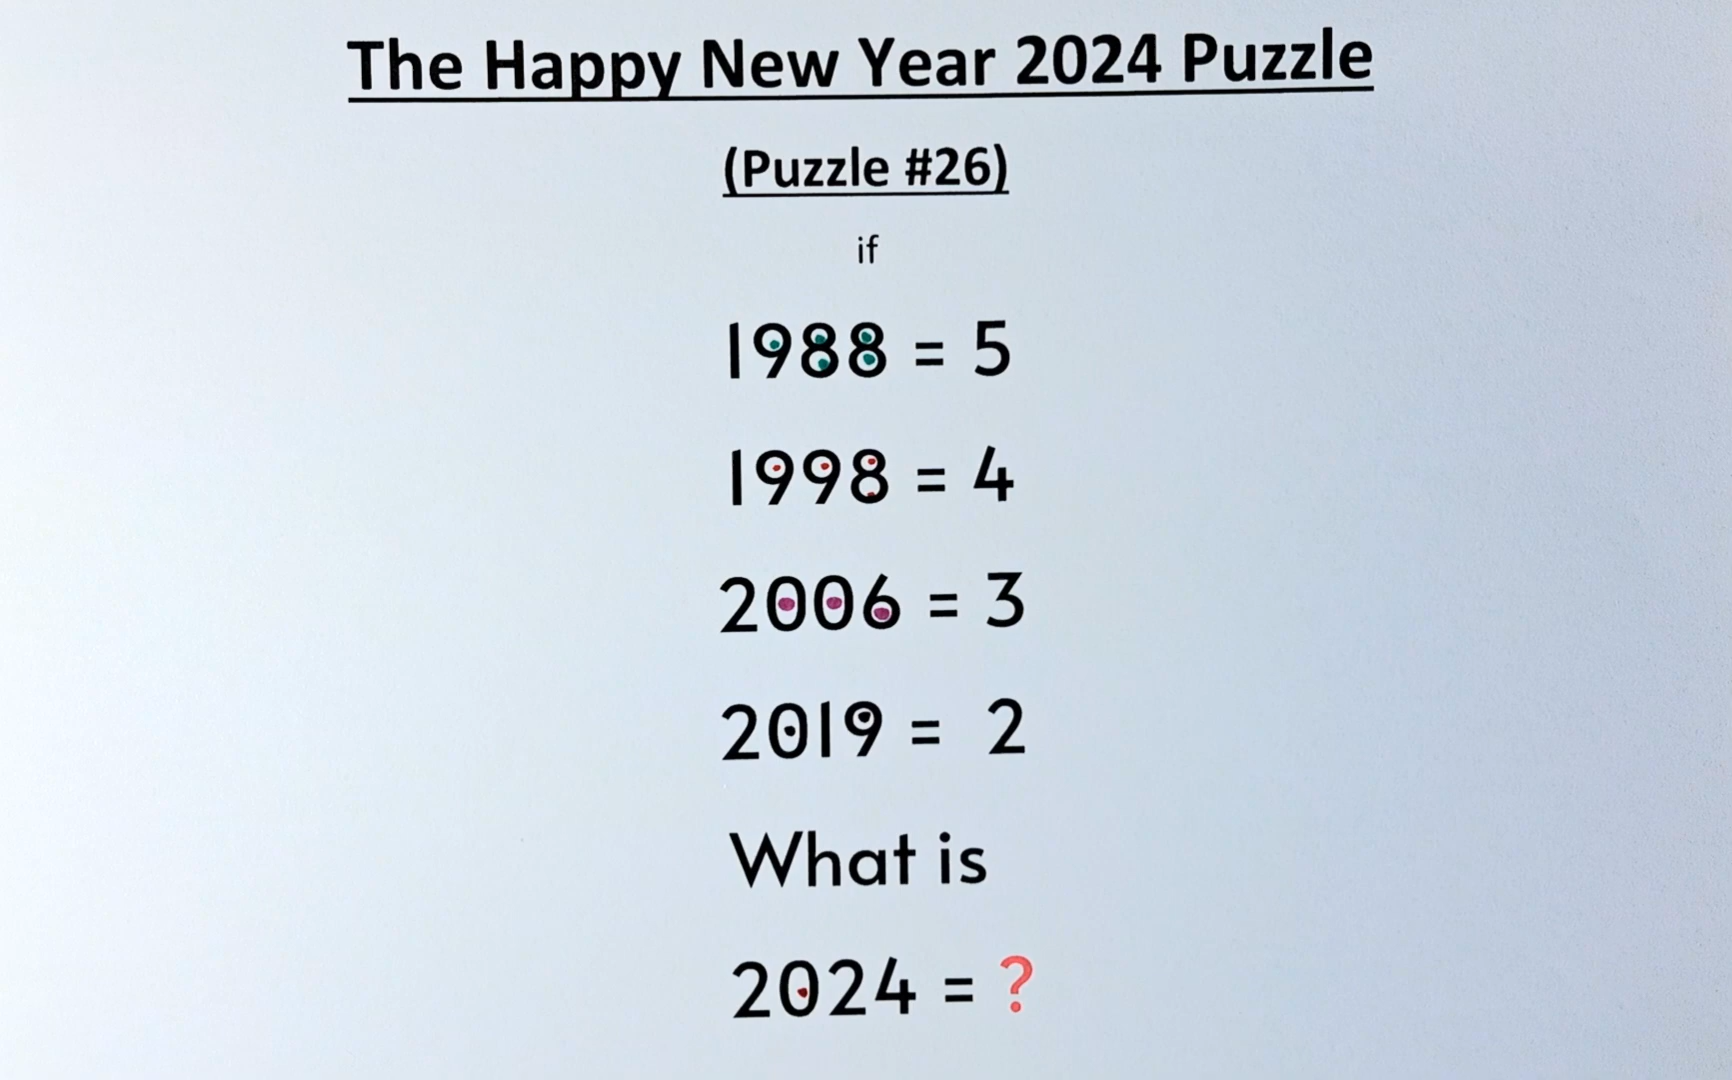 The Happy New Year 2024 Puzzle
(Puzzle #26)
if
1988 = 5
1998 = 4
2006 = 3
2019 = 2
What is
2024 = ?